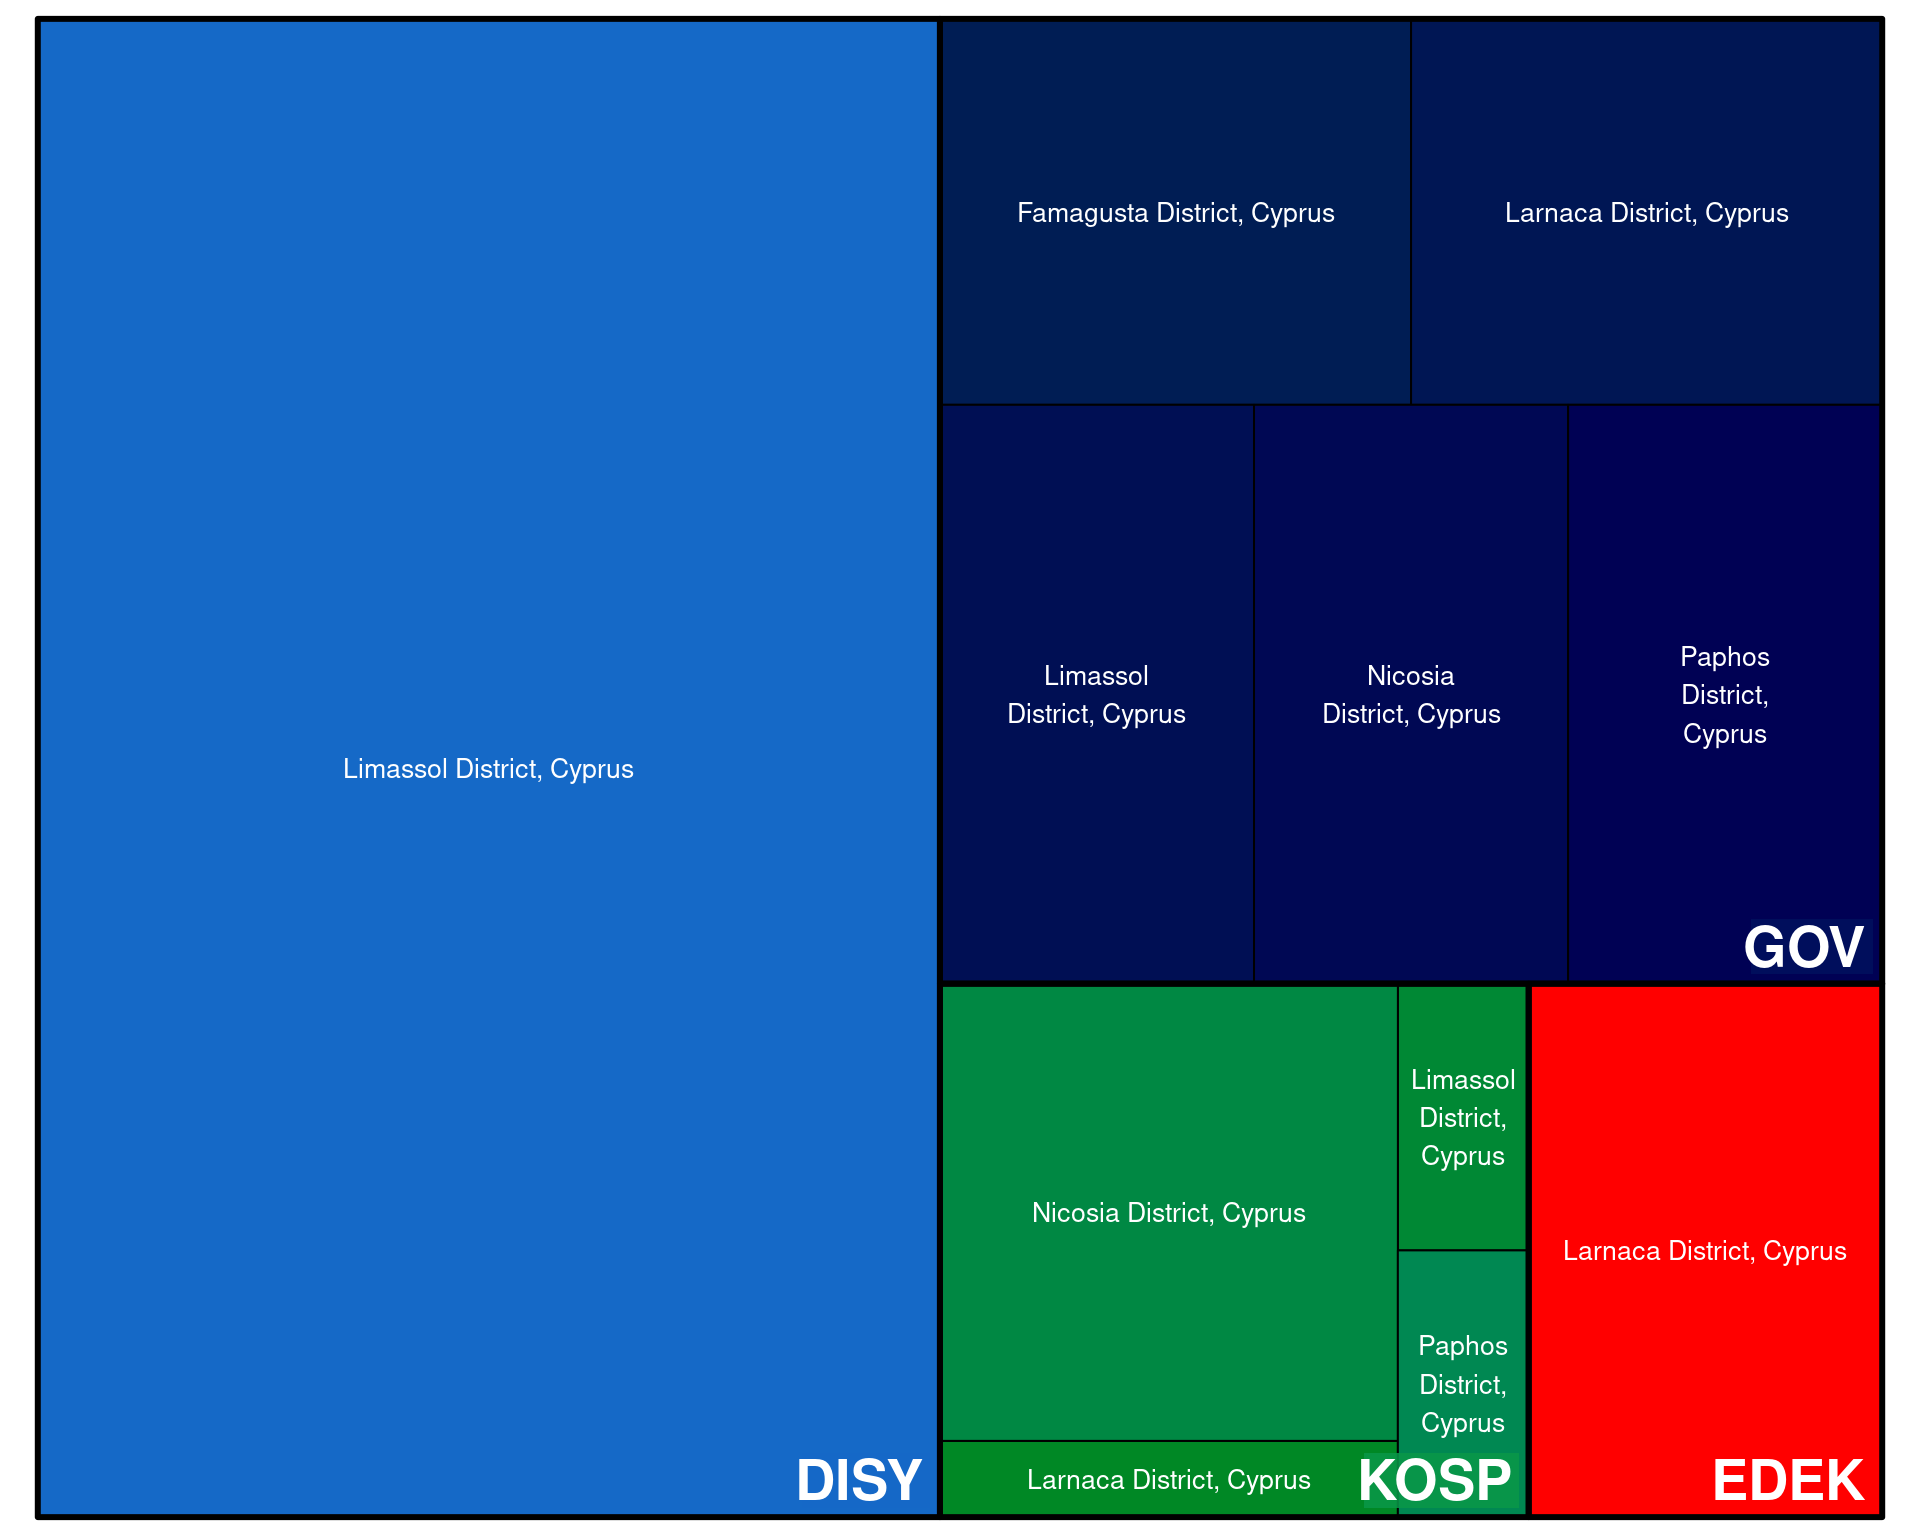 Limassol District, Cyprus
DISY
Famagusta District, Cyprus
Larnaca District, Cyprus
Limassol
District, Cyprus
Nicosia
District, Cyprus
Paphos
District,
Cyprus
GOV
Nicosia District, Cyprus
Limassol
District,
Cyprus
Paphos
District,
Cyprus
Larnaca District, Cyprus
KOSP
Larnaca District, Cyprus
EDEK